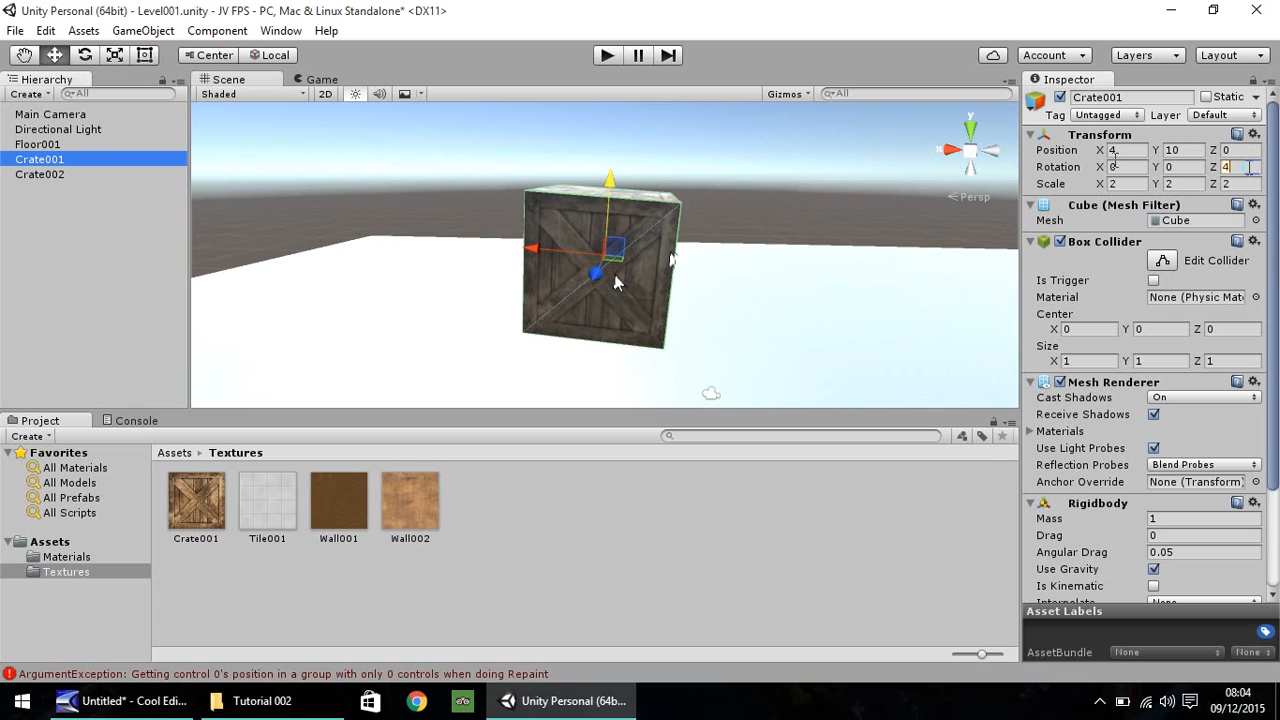 Unity Personal (64bit) - Level001.unity - JV FPS - PC, Mac & Linux Standalone* <DX11>
File Edit Assets GameObject Component Window Help
Center Local Account Layers Layout
Hierarchy Scene Game Inspector
Create All Shaded 2D Gizmos All Crate001 Static
Main Camera
Directional Light
Floor001
Crate001
Crate002
y
x
Persp
Tag Untagged Layer Default
Transform
Position X 4 Y 10 Z 0
Rotation X 0 Y 0 Z 4
Scale X 2 Y 2 Z 2
Cube (Mesh Filter)
Mesh Cube
Box Collider
Edit Collider
Is Trigger
Material None (Physic Mat
Center
X 0 Y 0 Z 0
Size
X 1 Y 1 Z 1
Mesh Renderer
Cast Shadows On
Receive Shadows
Materials
Use Light Probes
Reflection Probes Blend Probes
Anchor Override None (Transform)
Rigidbody
Mass 1
Drag 0
Angular Drag 0.05
Use Gravity
Is Kinematic
Asset Labels
AssetBundle None None
Project Console
Create
Favorites
All Materials
All Models
All Prefabs
All Scripts
Assets
Materials
Textures
Assets Textures
Crate001 Tile001 Wall001 Wall002
ArgumentException: Getting control 0's position in a group with only 0 controls when doing Repaint
Untitled* - Cool Edi... Tutorial 002 Unity Personal (64b...
08:04
09/12/2015